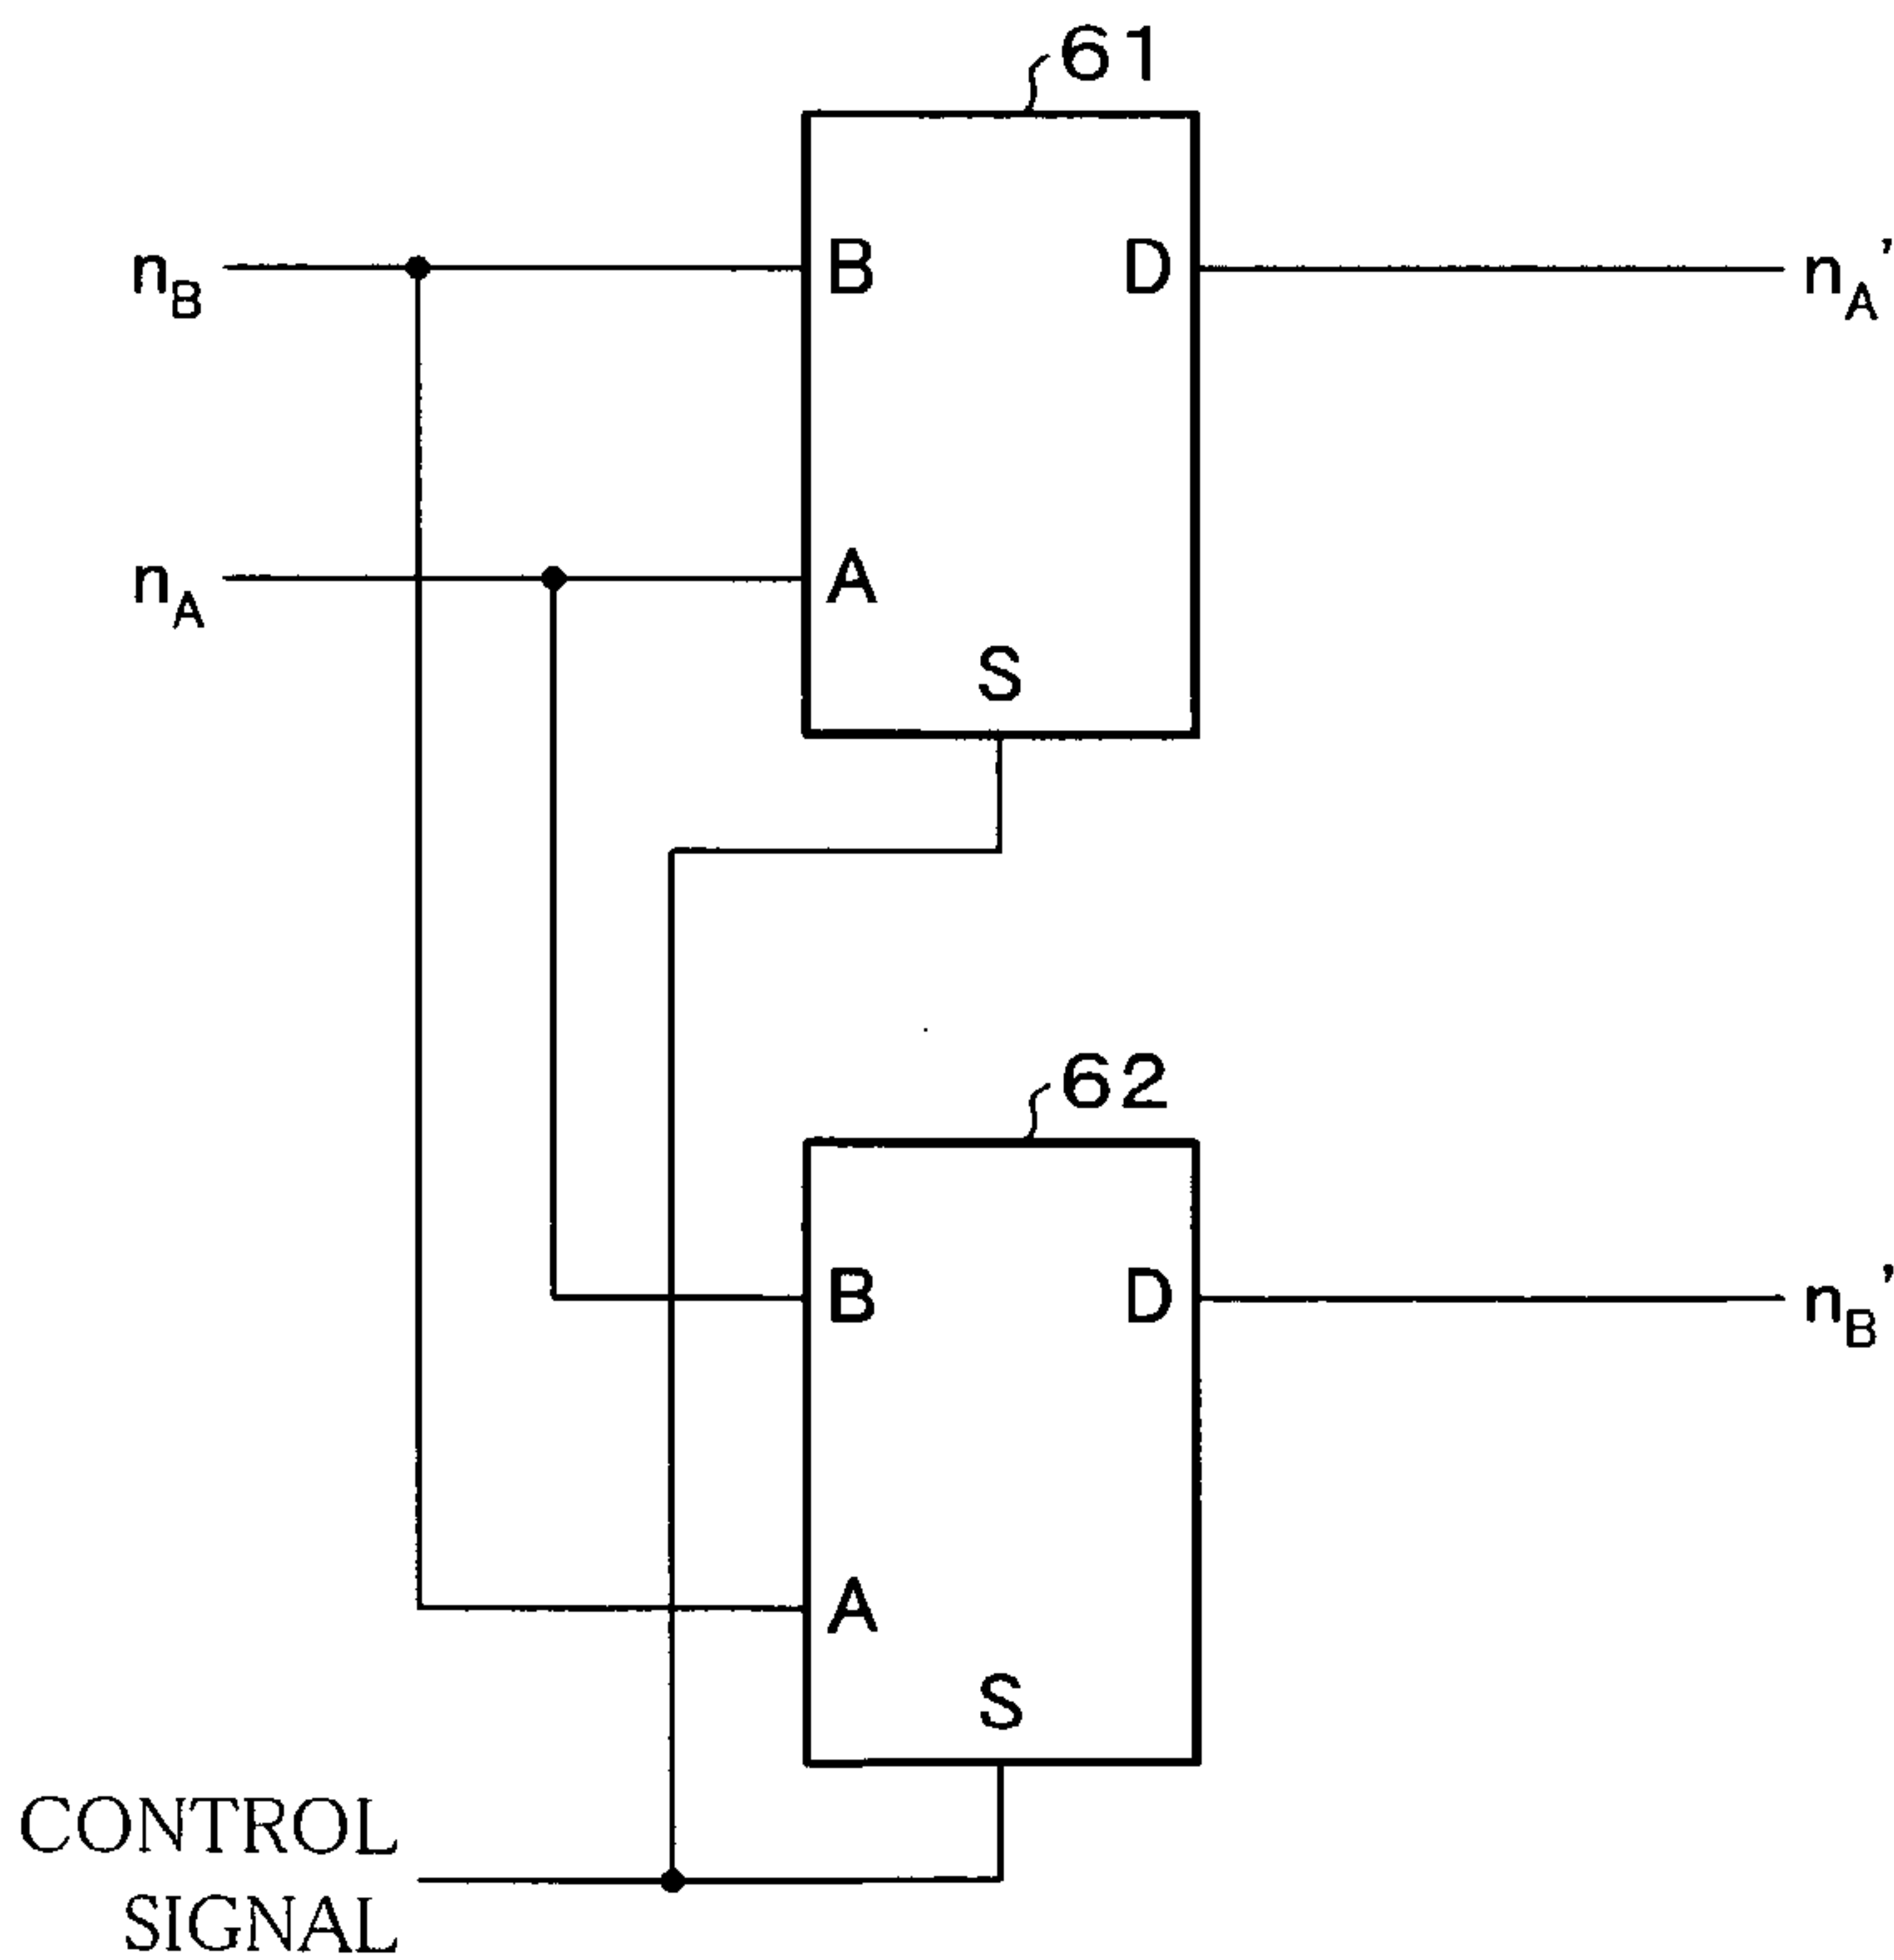 61
n_B B D n_A'
n_A A
S
62
B D n_B'
A
S
CONTROL
SIGNAL